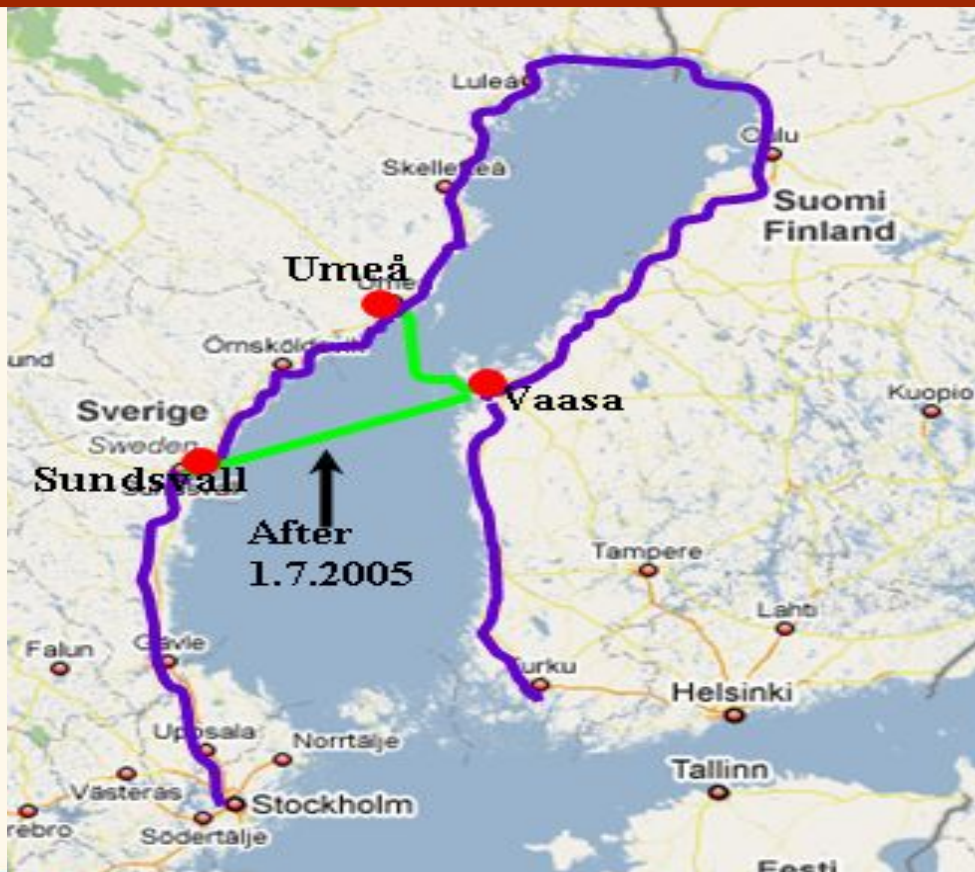 Luleå
Oulu
Skellefteå
Suomi
Finland
Umeå
Örnsköldsvik
Kuopio
Vaasa
Sverige
Sweden
Sundsvall
After
1.7.2005
Tampere
Lahti
Gävle
Falun
Turku
Helsinki
Uppsala
Norrtälje
Tallinn
Västerås
Stockholm
Södertälje
Eesti